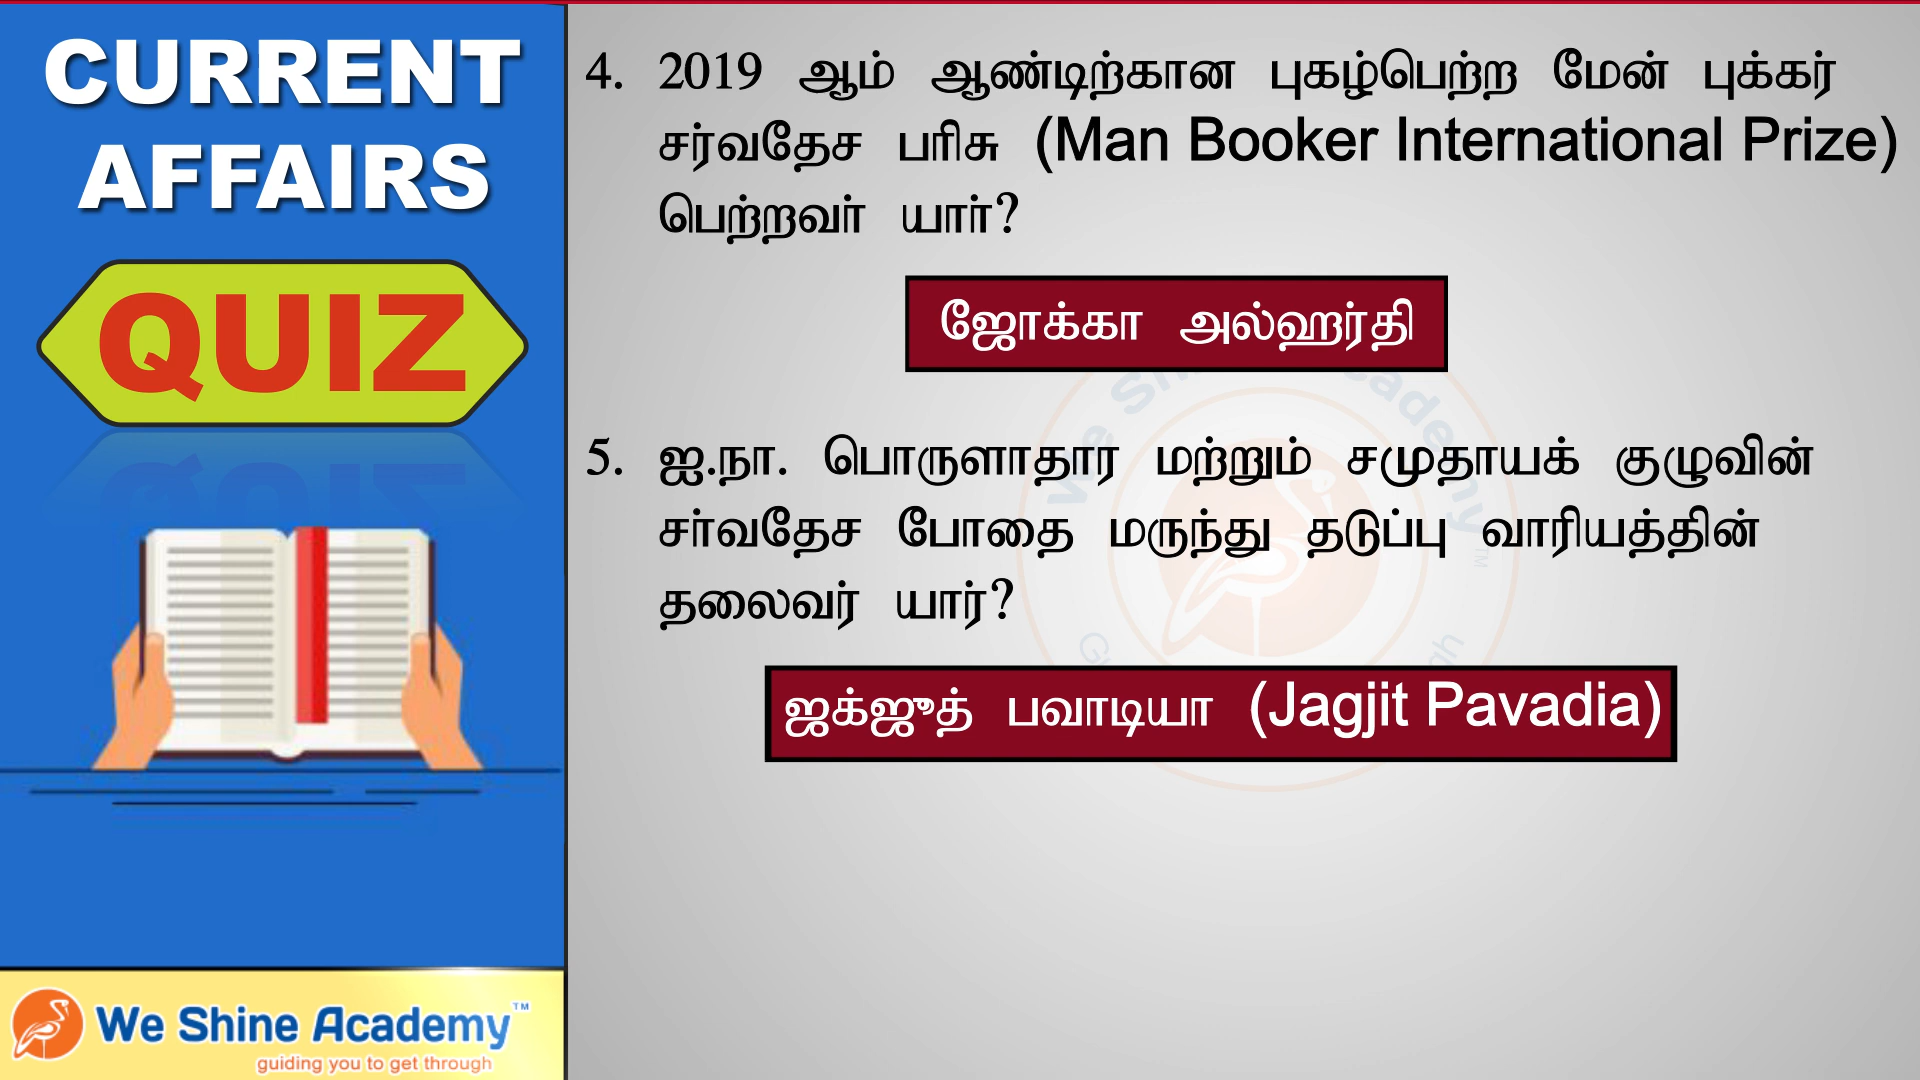 CURRENT
AFFAIRS
QUIZ
We Shine Academy™
guiding you to get through
4. 2019 ஆம் ஆண்டிற்கான புகழ்பெற்ற மேன் புக்கர்
சர்வதேச பரிசு (Man Booker International Prize)
பெற்றவர் யார்?
ஜோக்கா அல்ஹர்தி
5. ஐ.நா. பொருளாதார மற்றும் சமுதாயக் குழுவின்
சர்வதேச போதை மருந்து தடுப்பு வாரியத்தின்
தலைவர் யார்?
ஜக்ஜுத் பவாடியா (Jagjit Pavadia)